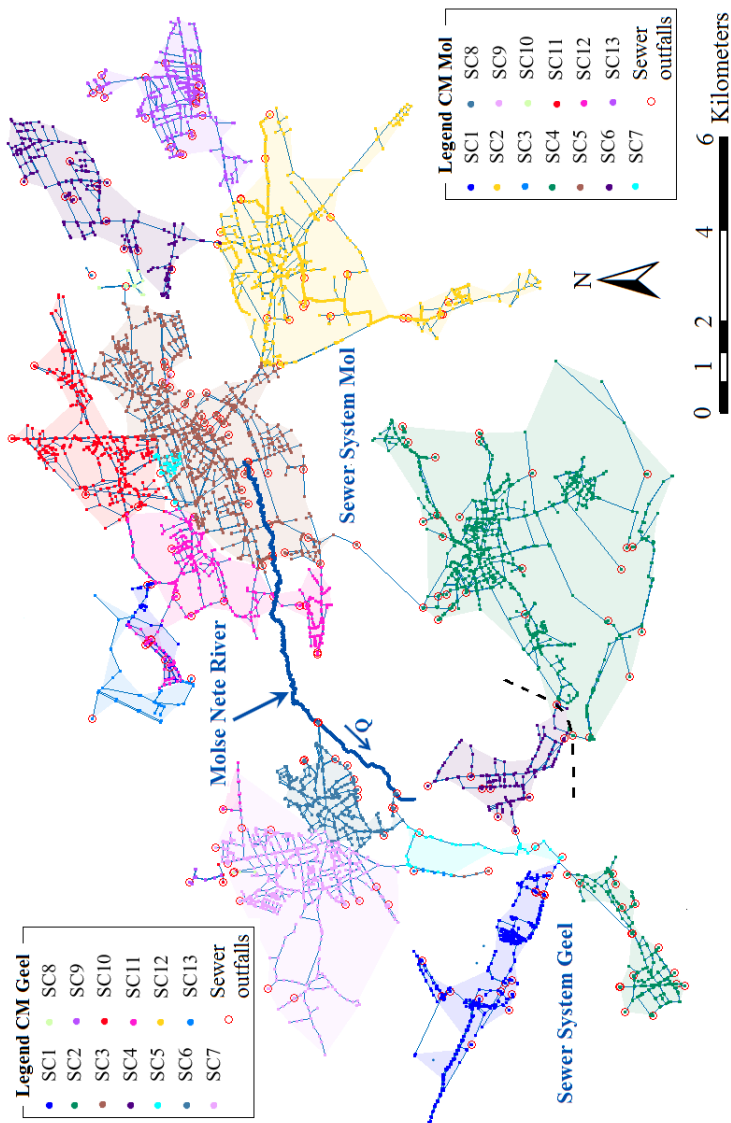 Legend CM Geel
SC1 SC8
SC2 SC9
SC3 SC10
SC4 SC11
SC5 SC12
SC6 SC13
SC7 Sewer
outfalls
Molse Nete River
Q
Sewer System Mol
Sewer System Geel
N
Legend CM Mol
SC1 SC8
SC2 SC9
SC3 SC10
SC4 SC11
SC5 SC12
SC6 SC13
SC7 Sewer
outfalls
0 1 2 4 6 Kilometers